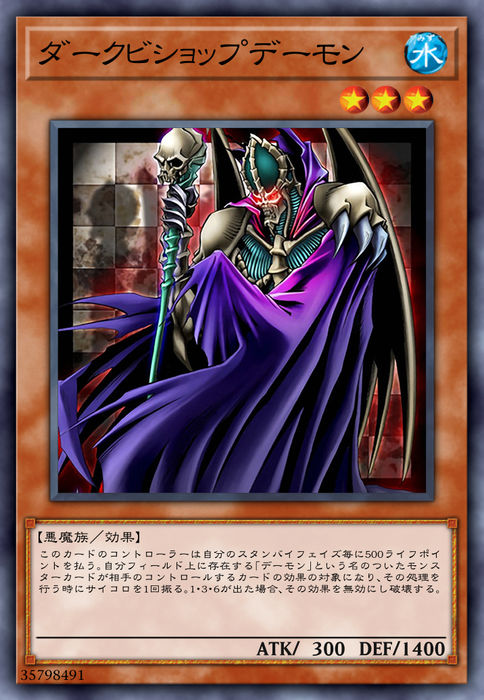 ダークビショップデーモン
みず
水
【悪魔族／効果】
このカードのコントローラーは自分のスタンバイフェイズ毎に500ライフポイ
ントを払う。自分フィールド上に存在する「デーモン」という名のついたモンス
ターカードが相手のコントロールするカードの効果の対象になり、その処理を
行う時にサイコロを1回振る。1・3・6が出た場合、その効果を無効にし破壊する。
ATK/ 300 DEF/1400
35798491